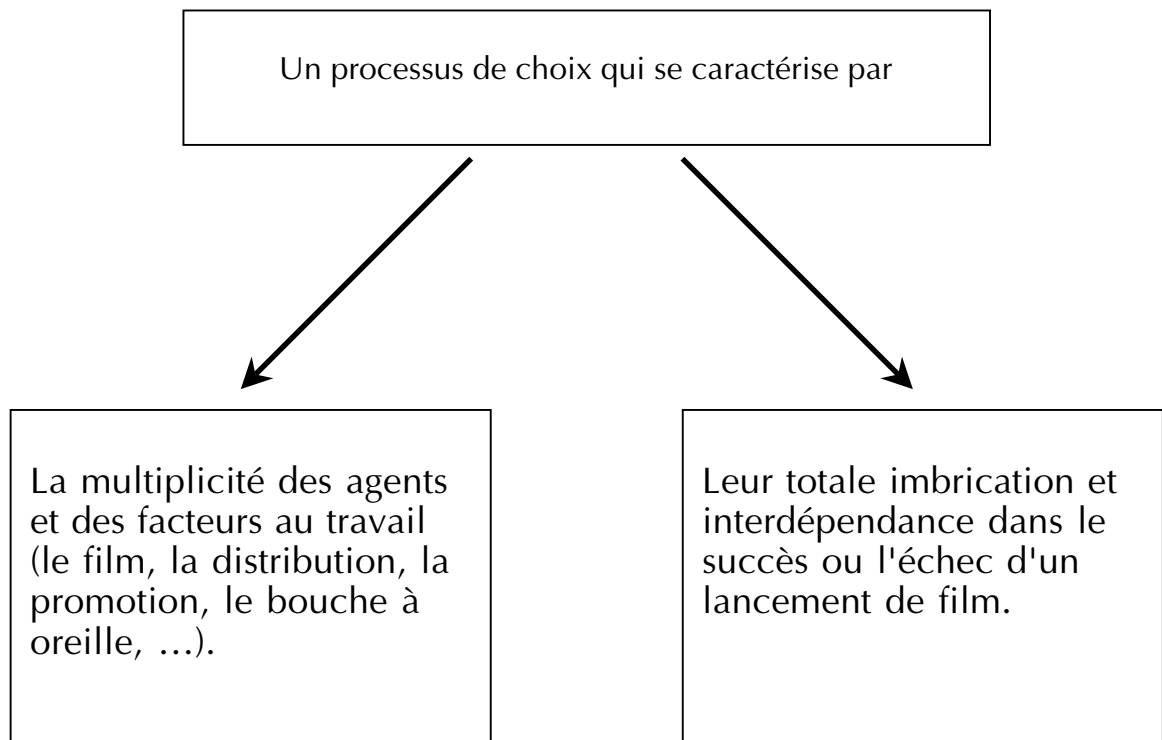 Un processus de choix qui se caractérise par
La multiplicité des agents
et des facteurs au travail
(le film, la distribution, la
promotion, le bouche à
oreille, …).
Leur totale imbrication et
interdépendance dans le
succès ou l'échec d'un
lancement de film.